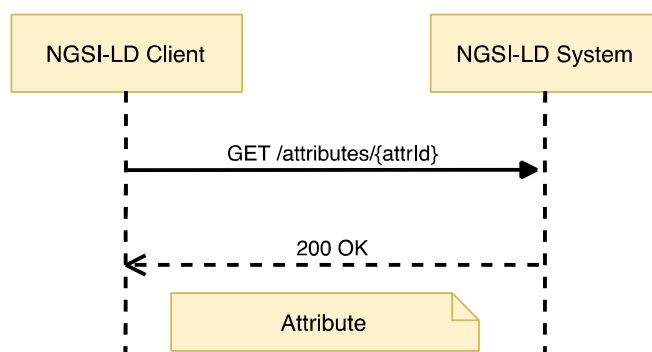 NGSI-LD Client
NGSI-LD System
GET /attributes/{attrId}
200 OK
Attribute